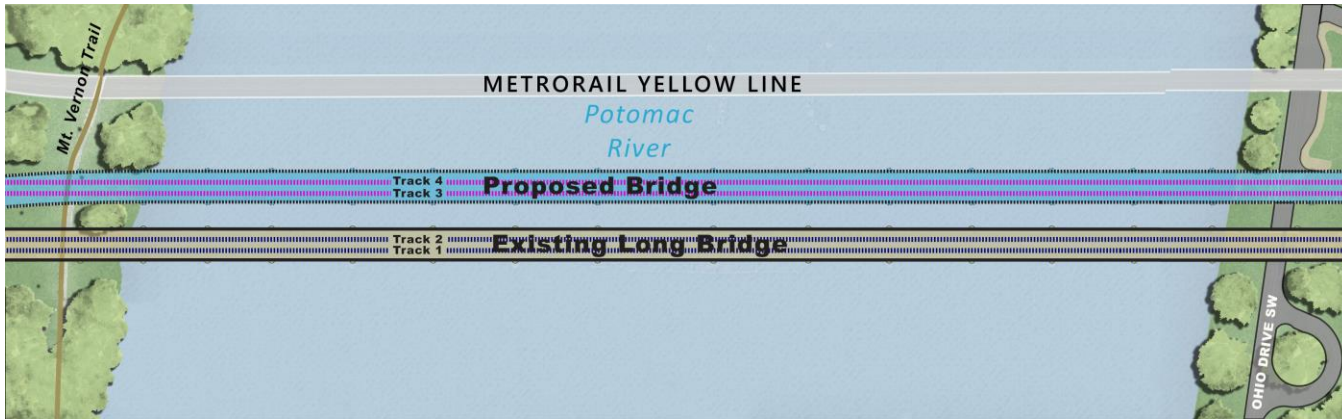 Mt. Vernon Trail
METRORAIL YELLOW LINE
Potomac
River
Track 4
Track 3
Proposed Bridge
Track 2
Track 1
Existing Long Bridge
OHIO DRIVE SW